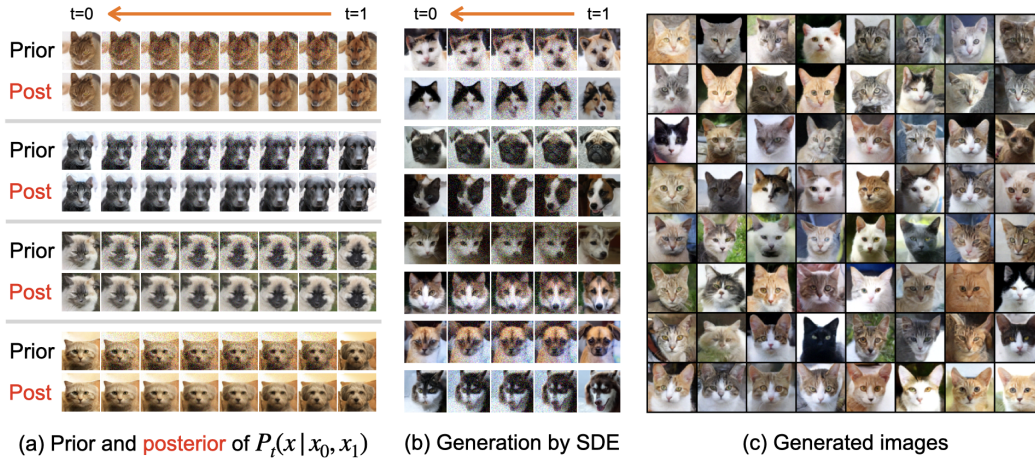 t=0 t=1 t=0 t=1
Prior
Post
Prior
Post
Prior
Post
Prior
Post
(a) Prior and posterior of P_t(x | x_0, x_1)
(b) Generation by SDE
(c) Generated images